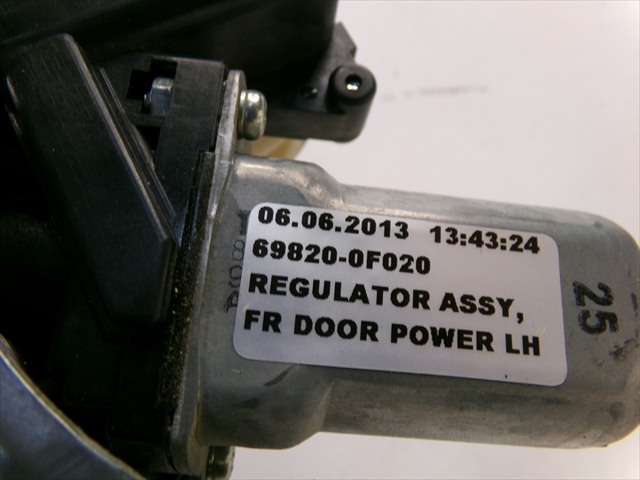 06.06.2013 13:43:24
69820-0F020
REGULATOR ASSY,
FR DOOR POWER LH
25